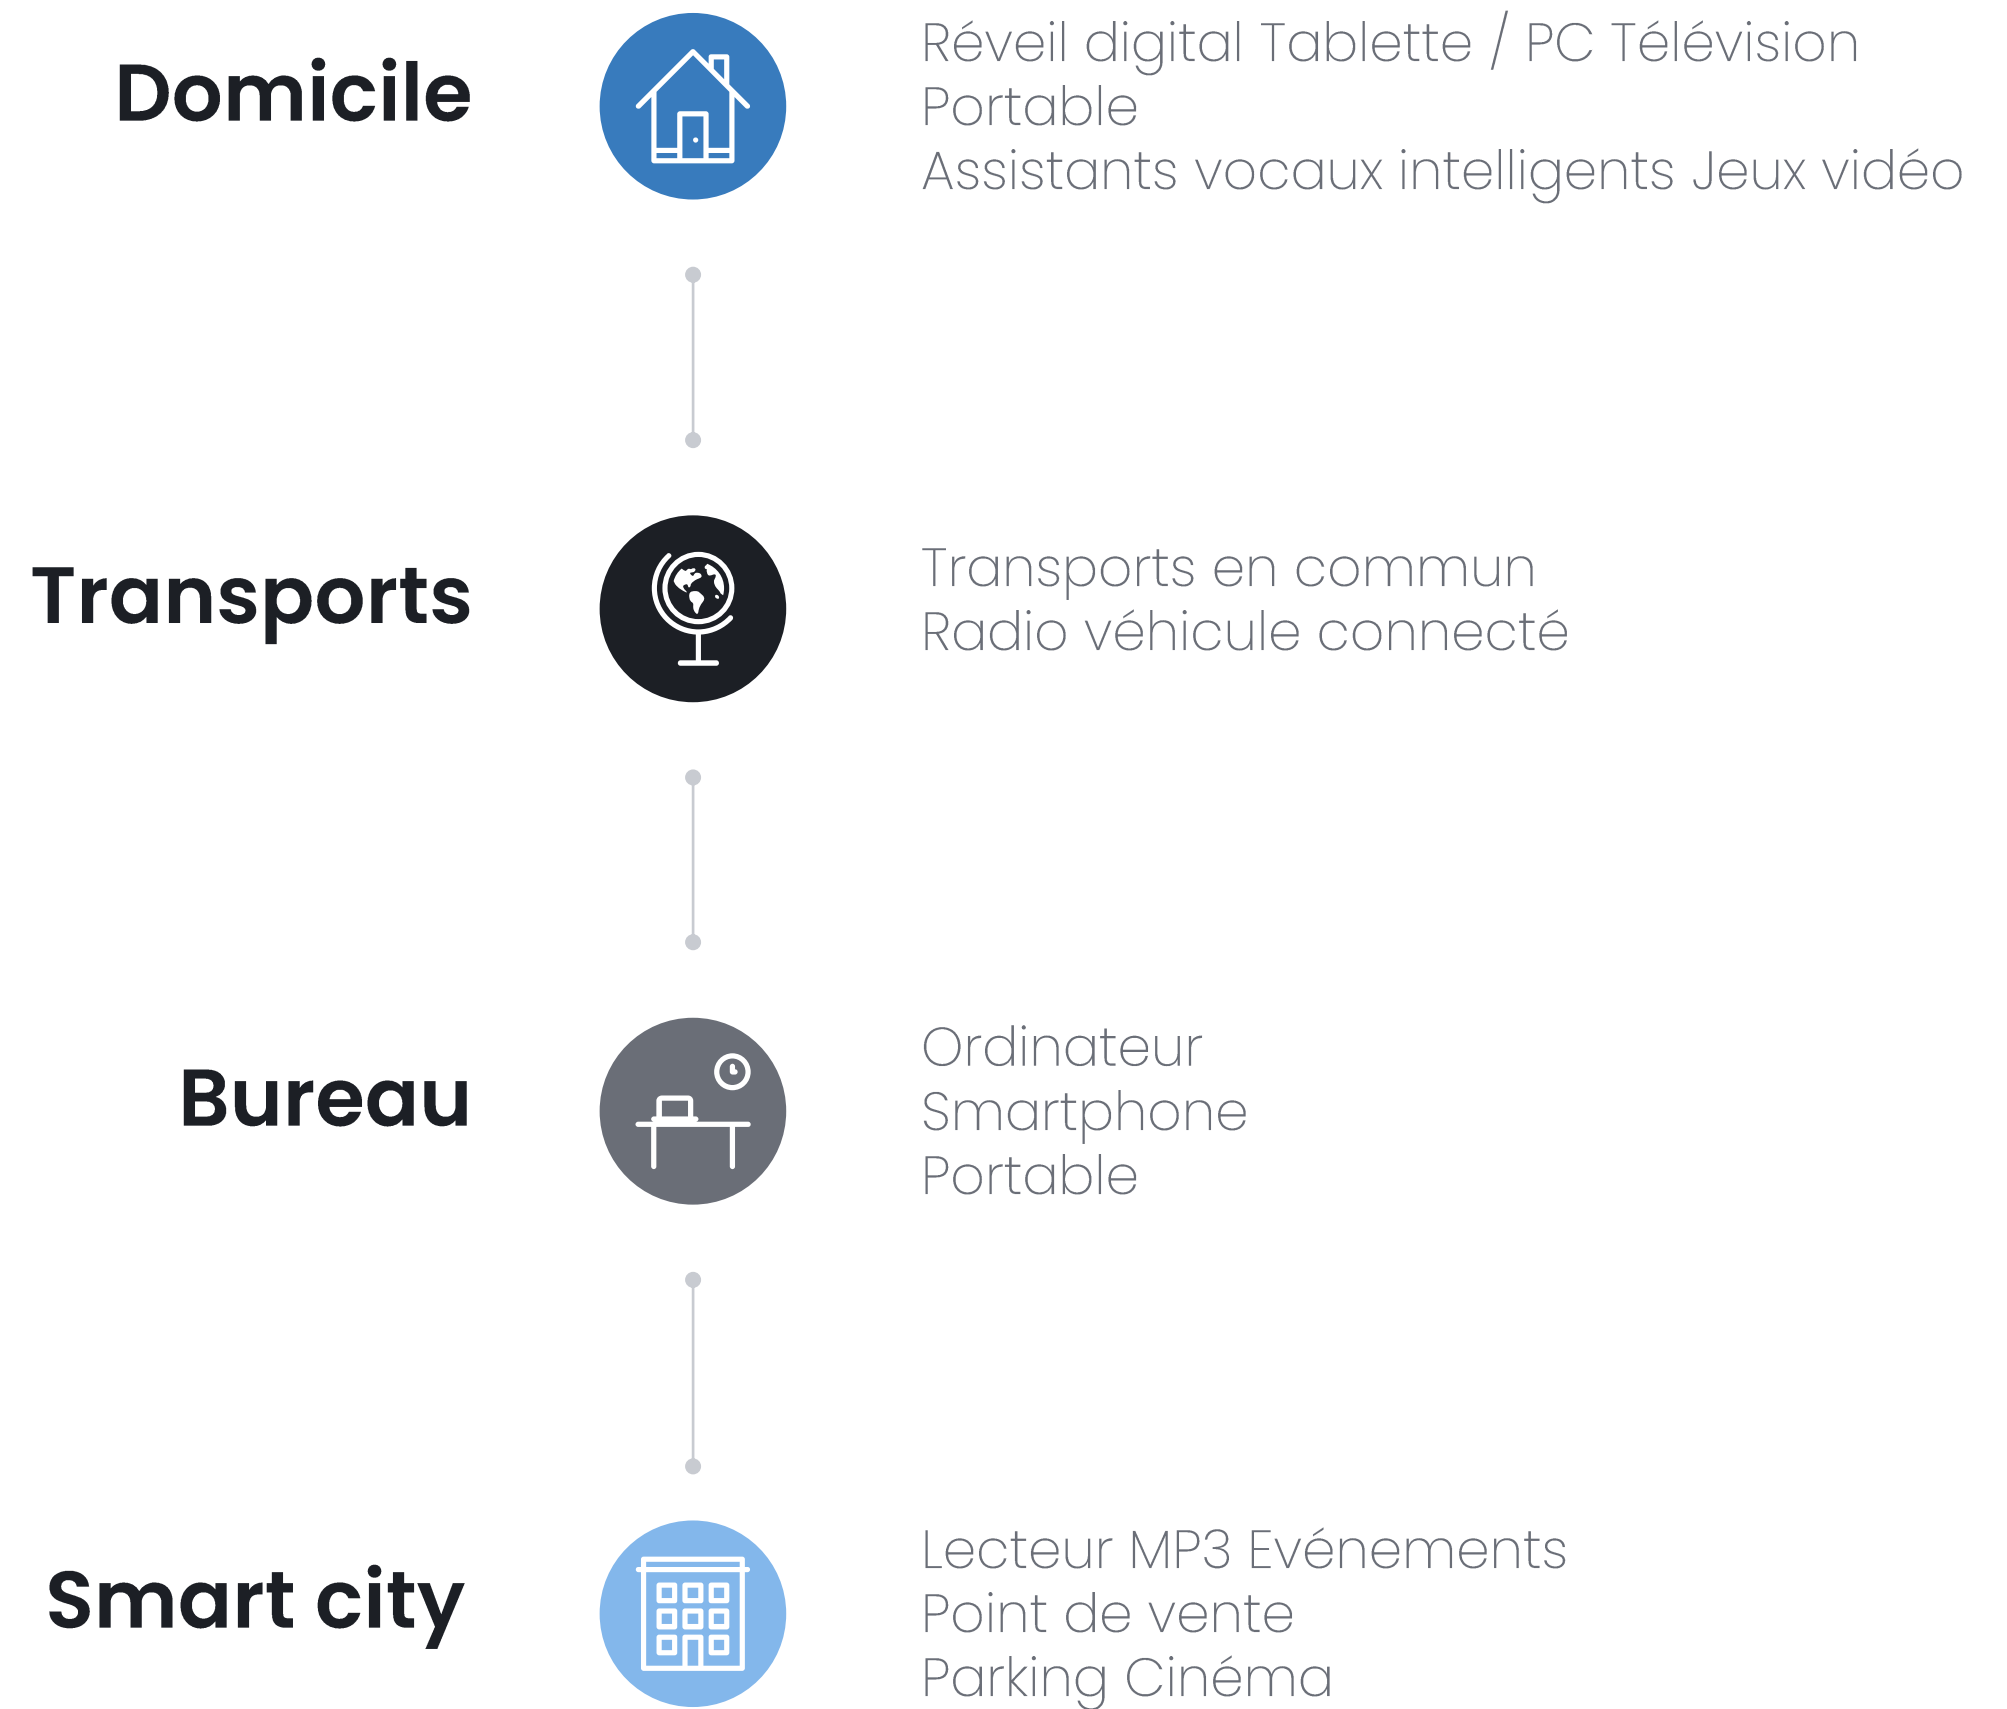 Domicile
Réveil digital Tablette / PC Télévision
Portable
Assistants vocaux intelligents Jeux vidéo
Transports
Transports en commun
Radio véhicule connecté
Bureau
Ordinateur
Smartphone
Portable
Smart city
Lecteur MP3 Evénements
Point de vente
Parking Cinéma